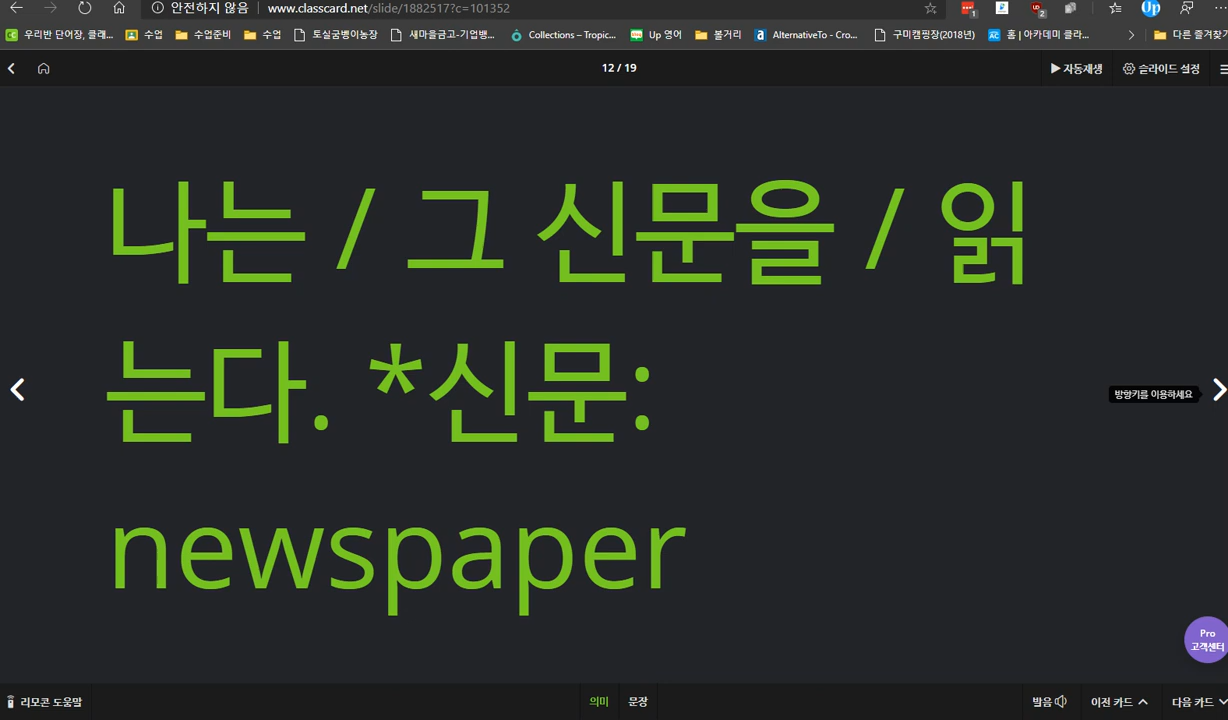 안전하지 않음 | www.classcard.net/slide/1882517?c=101352
우리반 단어장, 클래... 수업 수업준비 수업 토실굼벵이농장 새마을금고-기업뱅... Collections – Tropic... Up 영어 볼거리 AlternativeTo - Cro... 구미캠핑장(2018년) 홈 | 아카데미 클라... 다른 즐겨찾기
12 / 19 자동재생 슬라이드 설정
나는 / 그 신문을 / 읽
는다. *신문:
newspaper
방향키를 이용하세요
Pro
고객센터
리모콘 도움말 의미 문장 발음 이전 카드 다음 카드